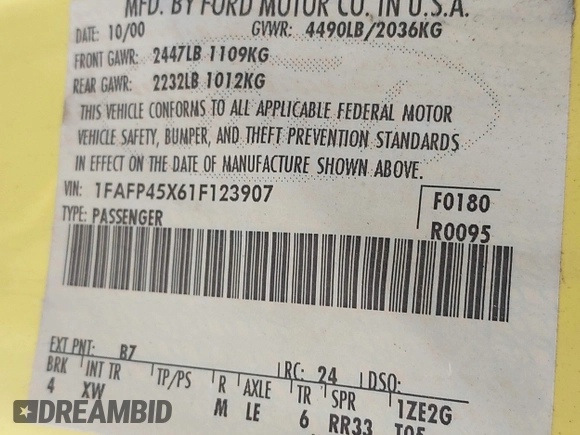 MFD. BY FORD MOTOR CO. IN U.S.A.
DATE: 10/00 GVWR: 4490LB/2036KG
FRONT GAWR: 2447LB 1109KG
REAR GAWR: 2232LB 1012KG
THIS VEHICLE CONFORMS TO ALL APPLICABLE FEDERAL MOTOR
VEHICLE SAFETY, BUMPER, AND THEFT PREVENTION STANDARDS
IN EFFECT ON THE DATE OF MANUFACTURE SHOWN ABOVE.
VIN: 1FAFP45X61F123907 F0180
TYPE: PASSENGER R0095
EXT PNT: B7 RC: 24 DSO:
BRK INT TR TP/PS R AXLE TR SPR 1ZE2G
4 XW M LE 6 RR33 T05
DREAMBID